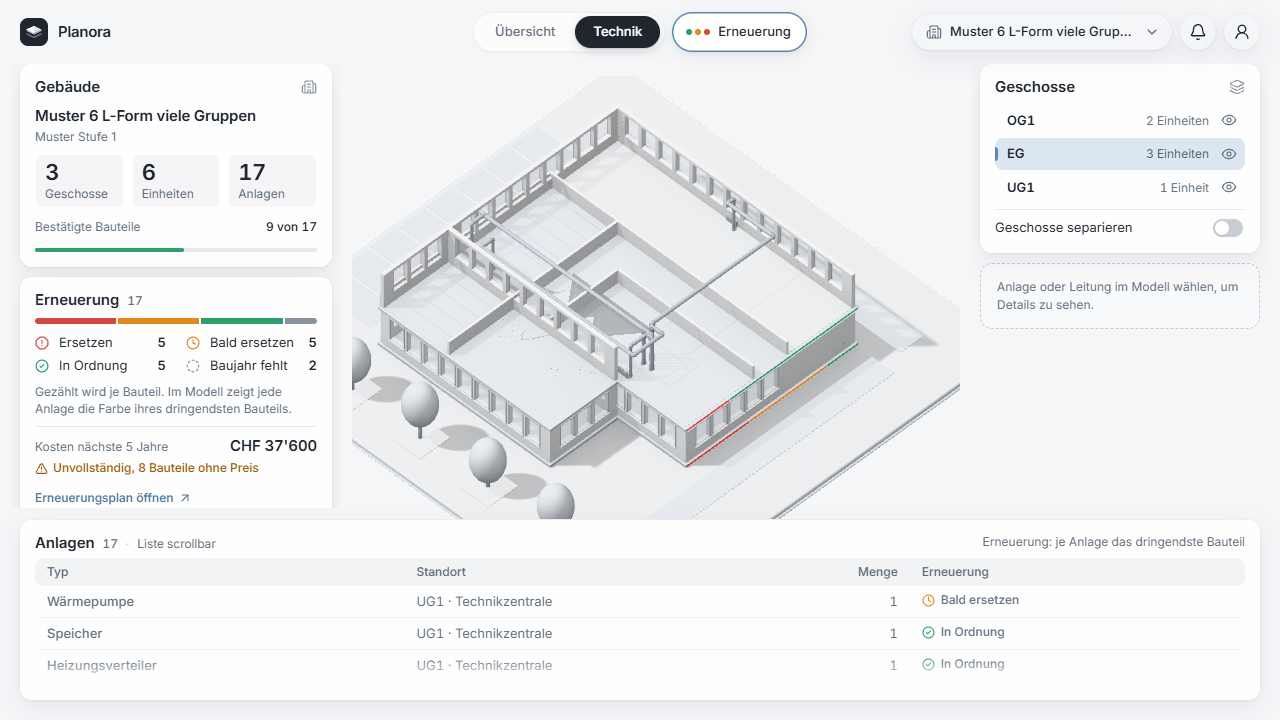 Planora
Übersicht
Technik
Erneuerung
Muster 6 L-Form viele Grup...
Gebäude
Muster 6 L-Form viele Gruppen
Muster Stufe 1
3 Geschosse
6 Einheiten
17 Anlagen
Bestätigte Bauteile 9 von 17
Erneuerung 17
Ersetzen 5
Bald ersetzen 5
In Ordnung 5
Baujahr fehlt 2
Gezählt wird je Bauteil. Im Modell zeigt jede
Anlage die Farbe ihres dringendsten Bauteils.
Kosten nächste 5 Jahre CHF 37'600
Unvollständig, 8 Bauteile ohne Preis
Erneuerungsplan öffnen
Geschosse
OG1 2 Einheiten
EG 3 Einheiten
UG1 1 Einheit
Geschosse separieren
Anlage oder Leitung im Modell wählen, um
Details zu sehen.
Anlagen 17 · Liste scrollbar
Erneuerung: je Anlage das dringendste Bauteil
Typ Standort Menge Erneuerung
Wärmepumpe UG1 · Technikzentrale 1 Bald ersetzen
Speicher UG1 · Technikzentrale 1 In Ordnung
Heizungsverteiler UG1 · Technikzentrale 1 In Ordnung